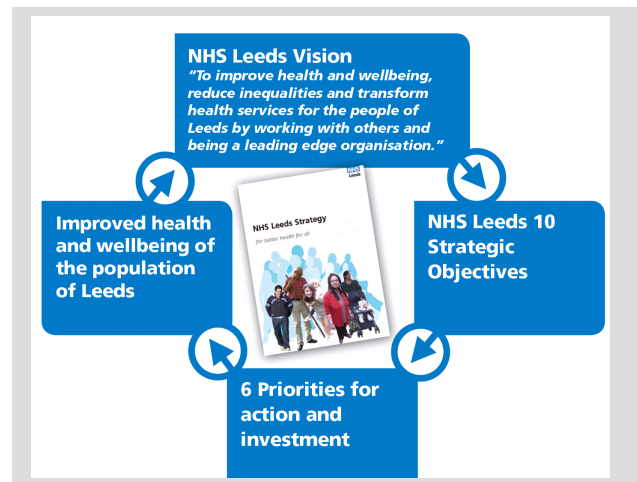 NHS Leeds Vision
“To improve health and wellbeing,
reduce inequalities and transform
health services for the people of
Leeds by working with others and
being a leading edge organisation.”
NHS
Leeds
NHS Leeds Strategy
for better health for all
Improved health
and wellbeing of
the population
of Leeds
NHS Leeds 10
Strategic
Objectives
6 Priorities for
action and
investment